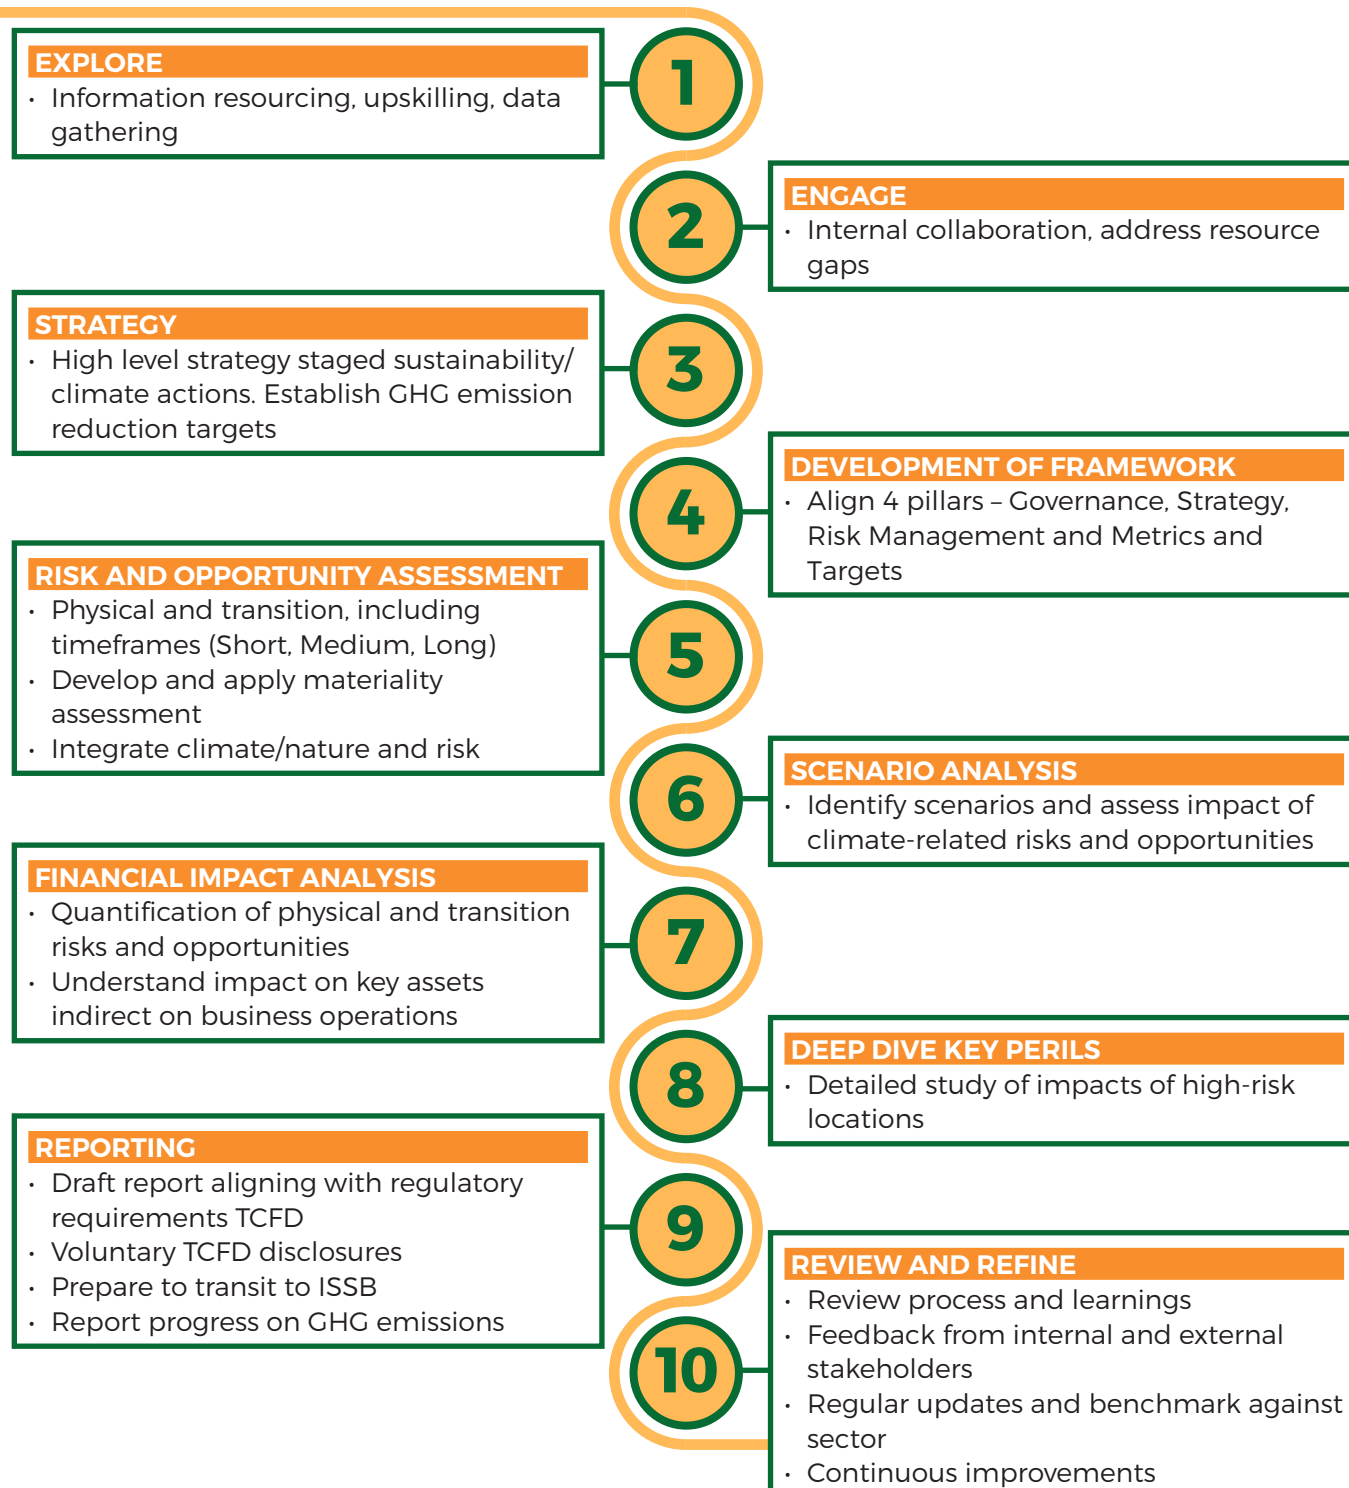 1
EXPLORE
• Information resourcing, upskilling, data
gathering
2
ENGAGE
• Internal collaboration, address resource
gaps
3
STRATEGY
• High level strategy staged sustainability/
climate actions. Establish GHG emission
reduction targets
4
DEVELOPMENT OF FRAMEWORK
• Align 4 pillars – Governance, Strategy,
Risk Management and Metrics and
Targets
5
RISK AND OPPORTUNITY ASSESSMENT
• Physical and transition, including
timeframes (Short, Medium, Long)
• Develop and apply materiality
assessment
• Integrate climate/nature and risk
6
SCENARIO ANALYSIS
• Identify scenarios and assess impact of
climate-related risks and opportunities
7
FINANCIAL IMPACT ANALYSIS
• Quantification of physical and transition
risks and opportunities
• Understand impact on key assets
indirect on business operations
8
DEEP DIVE KEY PERILS
• Detailed study of impacts of high-risk
locations
9
REPORTING
• Draft report aligning with regulatory
requirements TCFD
• Voluntary TCFD disclosures
• Prepare to transit to ISSB
• Report progress on GHG emissions
10
REVIEW AND REFINE
• Review process and learnings
• Feedback from internal and external
stakeholders
• Regular updates and benchmark against
sector
• Continuous improvements